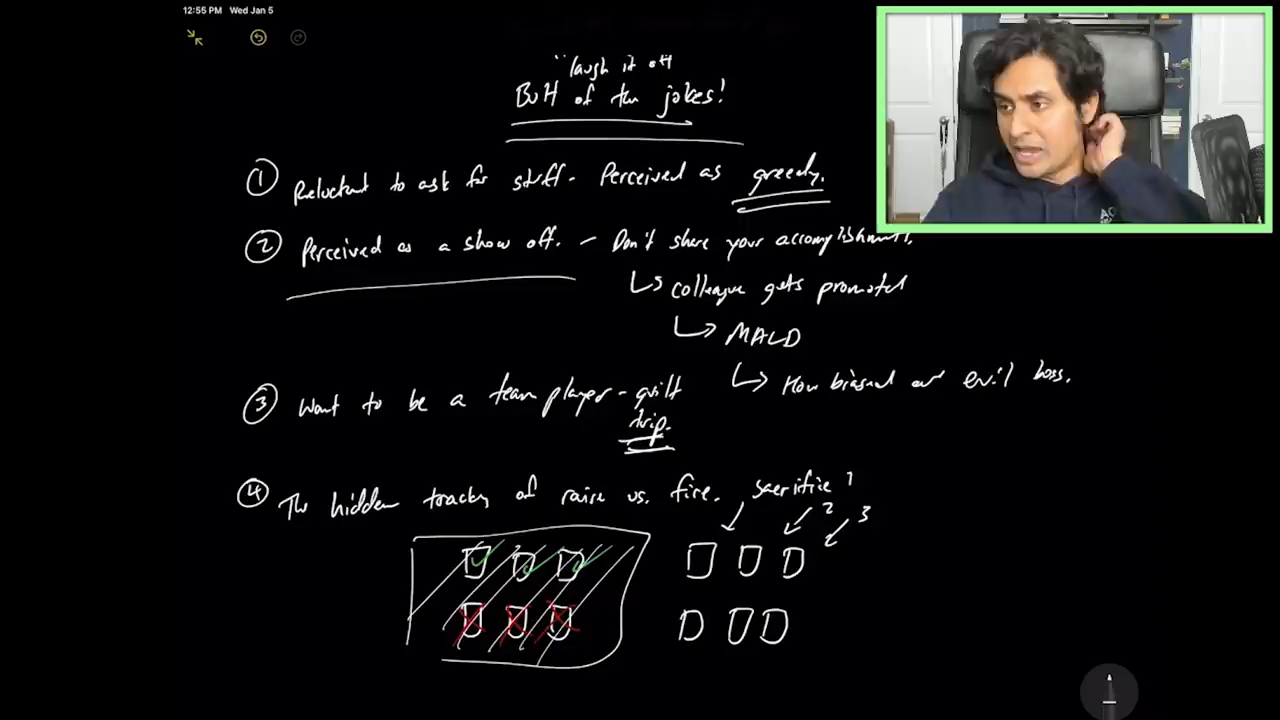 12:55 PM Wed Jan 5
"laugh it off
Butt of the jokes!
① Reluctant to ask for stuff. Perceived as greedy.
② Perceived as a show off. - Don't share your accomplishments.
↳ colleague gets promoted
↳ MALD
↳ How biased our evil boss.
③ Want to be a team player - guilt
trip.
④ The hidden tracks of raise vs. fire.
sacrifice 1
2
3